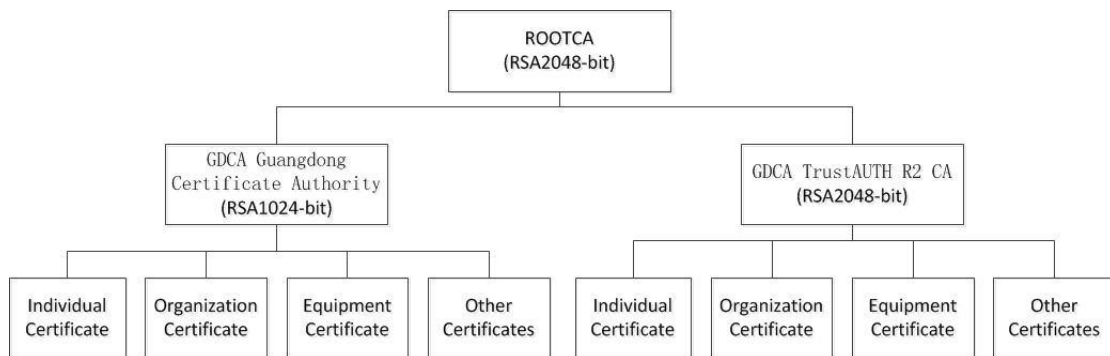 ROOTCA
(RSA2048-bit)
GDCA Guangdong
Certificate Authority
(RSA1024-bit)
GDCA TrustAUTH R2 CA
(RSA2048-bit)
Individual
Certificate
Organization
Certificate
Equipment
Certificate
Other
Certificates
Individual
Certificate
Organization
Certificate
Equipment
Certificate
Other
Certificates